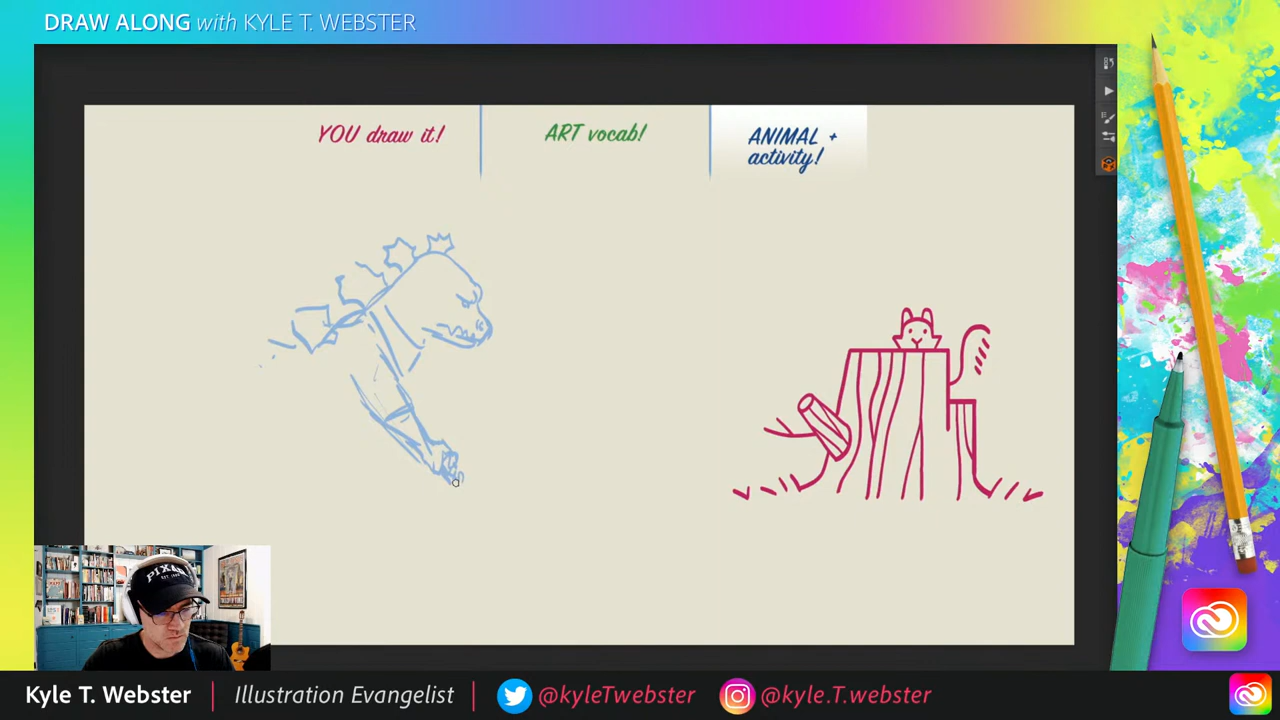 DRAW ALONG with KYLE T. WEBSTER
YOU draw it!
ART vocab!
ANIMAL +
activity!
PIXAR
Kyle T. Webster | Illustration Evangelist | @kyleTwebster @kyle.T.webster